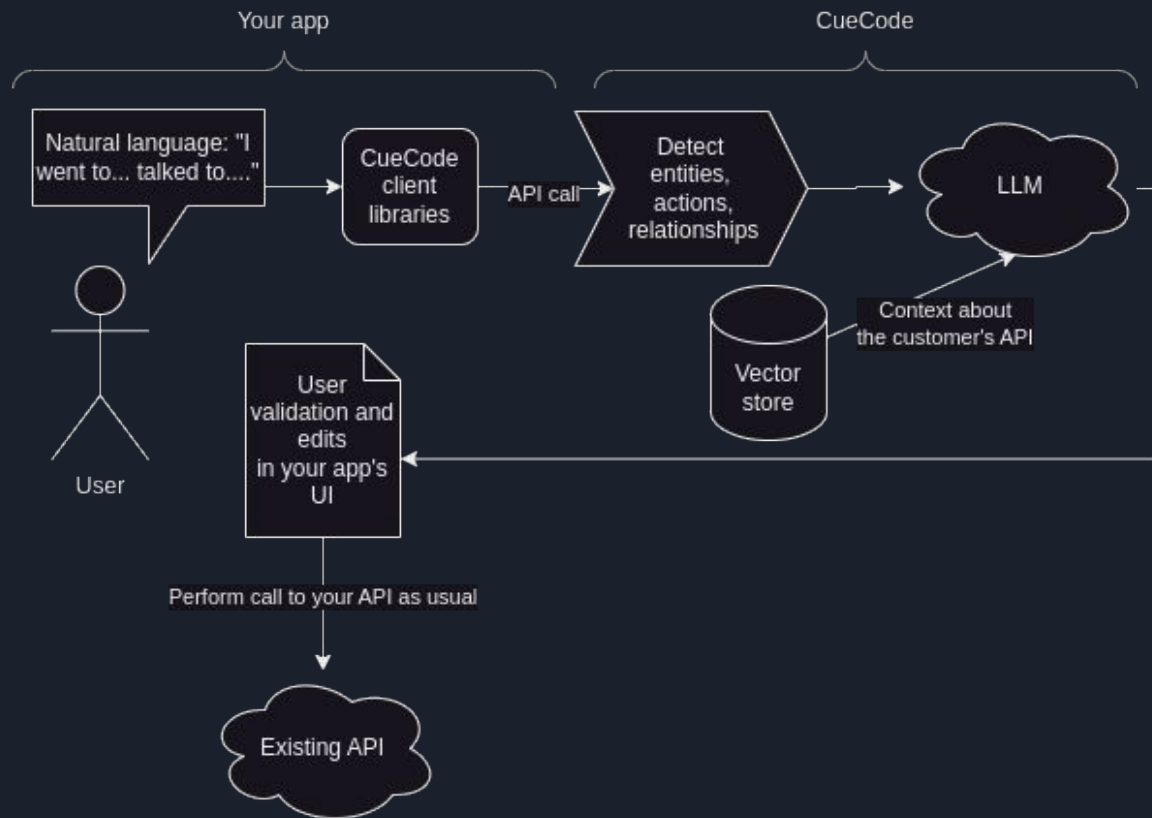 Your app
CueCode
Natural language: "I
went to... talked to...."
CueCode
client
libraries
API call
Detect
entities,
actions,
relationships
LLM
Context about
the customer's API
Vector
store
User
User
validation and
edits
in your app's
UI
Perform call to your API as usual
Existing API